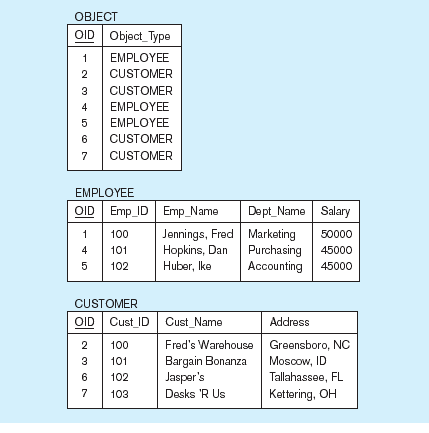 OBJECT
OID Object_Type
1 EMPLOYEE
2 CUSTOMER
3 CUSTOMER
4 EMPLOYEE
5 EMPLOYEE
6 CUSTOMER
7 CUSTOMER
EMPLOYEE
OID Emp_ID Emp_Name Dept_Name Salary
1 100 Jennings, Fred Marketing 50000
4 101 Hopkins, Dan Purchasing 45000
5 102 Huber, Ike Accounting 45000
CUSTOMER
OID Cust_ID Cust_Name Address
2 100 Fred's Warehouse Greensboro, NC
3 101 Bargain Bonanza Moscow, ID
6 102 Jasper's Tallahassee, FL
7 103 Desks 'R Us Kettering, OH